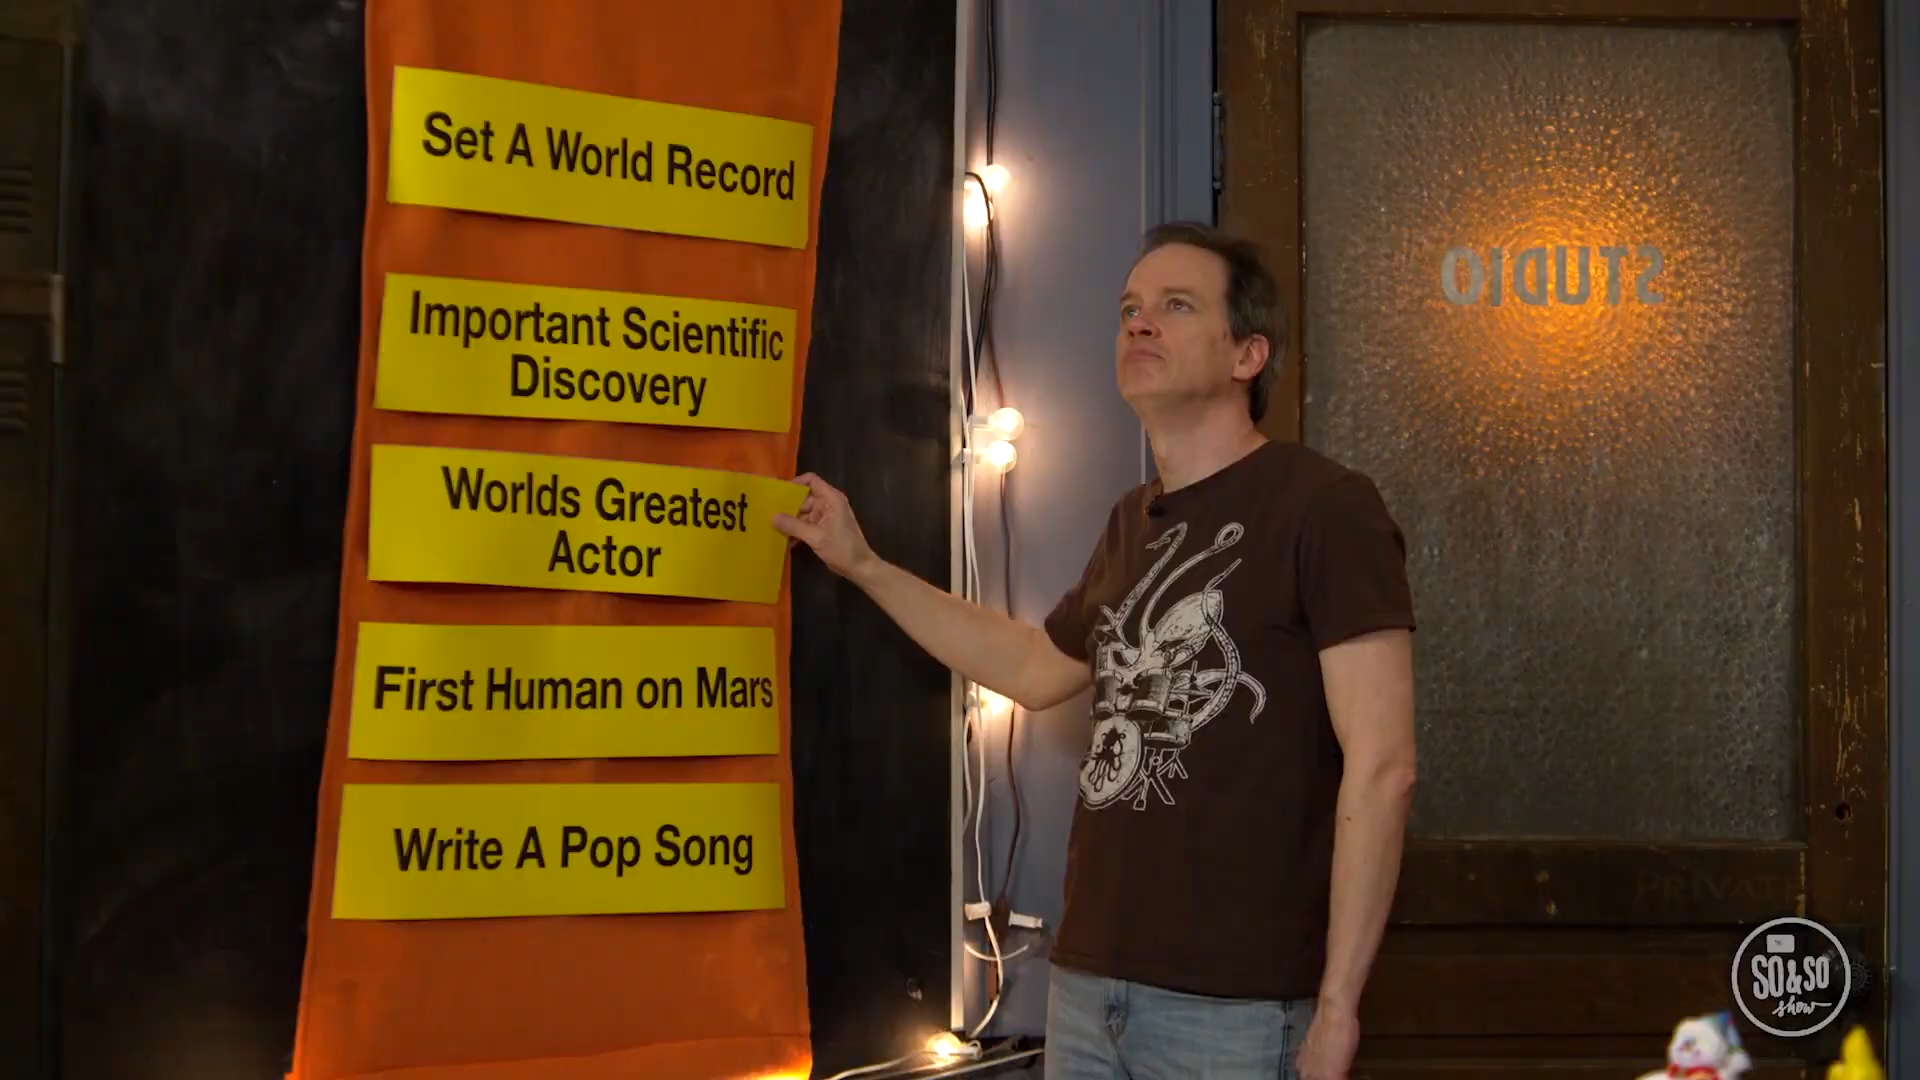 Set A World Record
Important Scientific
Discovery
Worlds Greatest
Actor
First Human on Mars
Write A Pop Song
STUDIO
PRIVATE
SO&SO
show